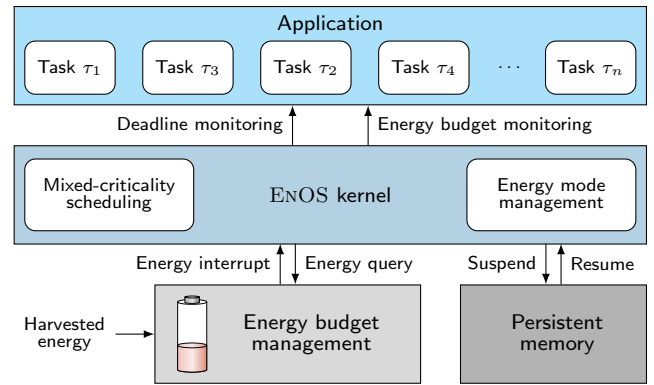 Application
Task τ1 Task τ3 Task τ2 Task τ4 ··· Task τn
Deadline monitoring Energy budget monitoring
Mixed-criticality
scheduling
ENOS kernel
Energy mode
management
Energy interrupt Energy query Suspend Resume
Harvested
energy
Energy budget
management
Persistent
memory